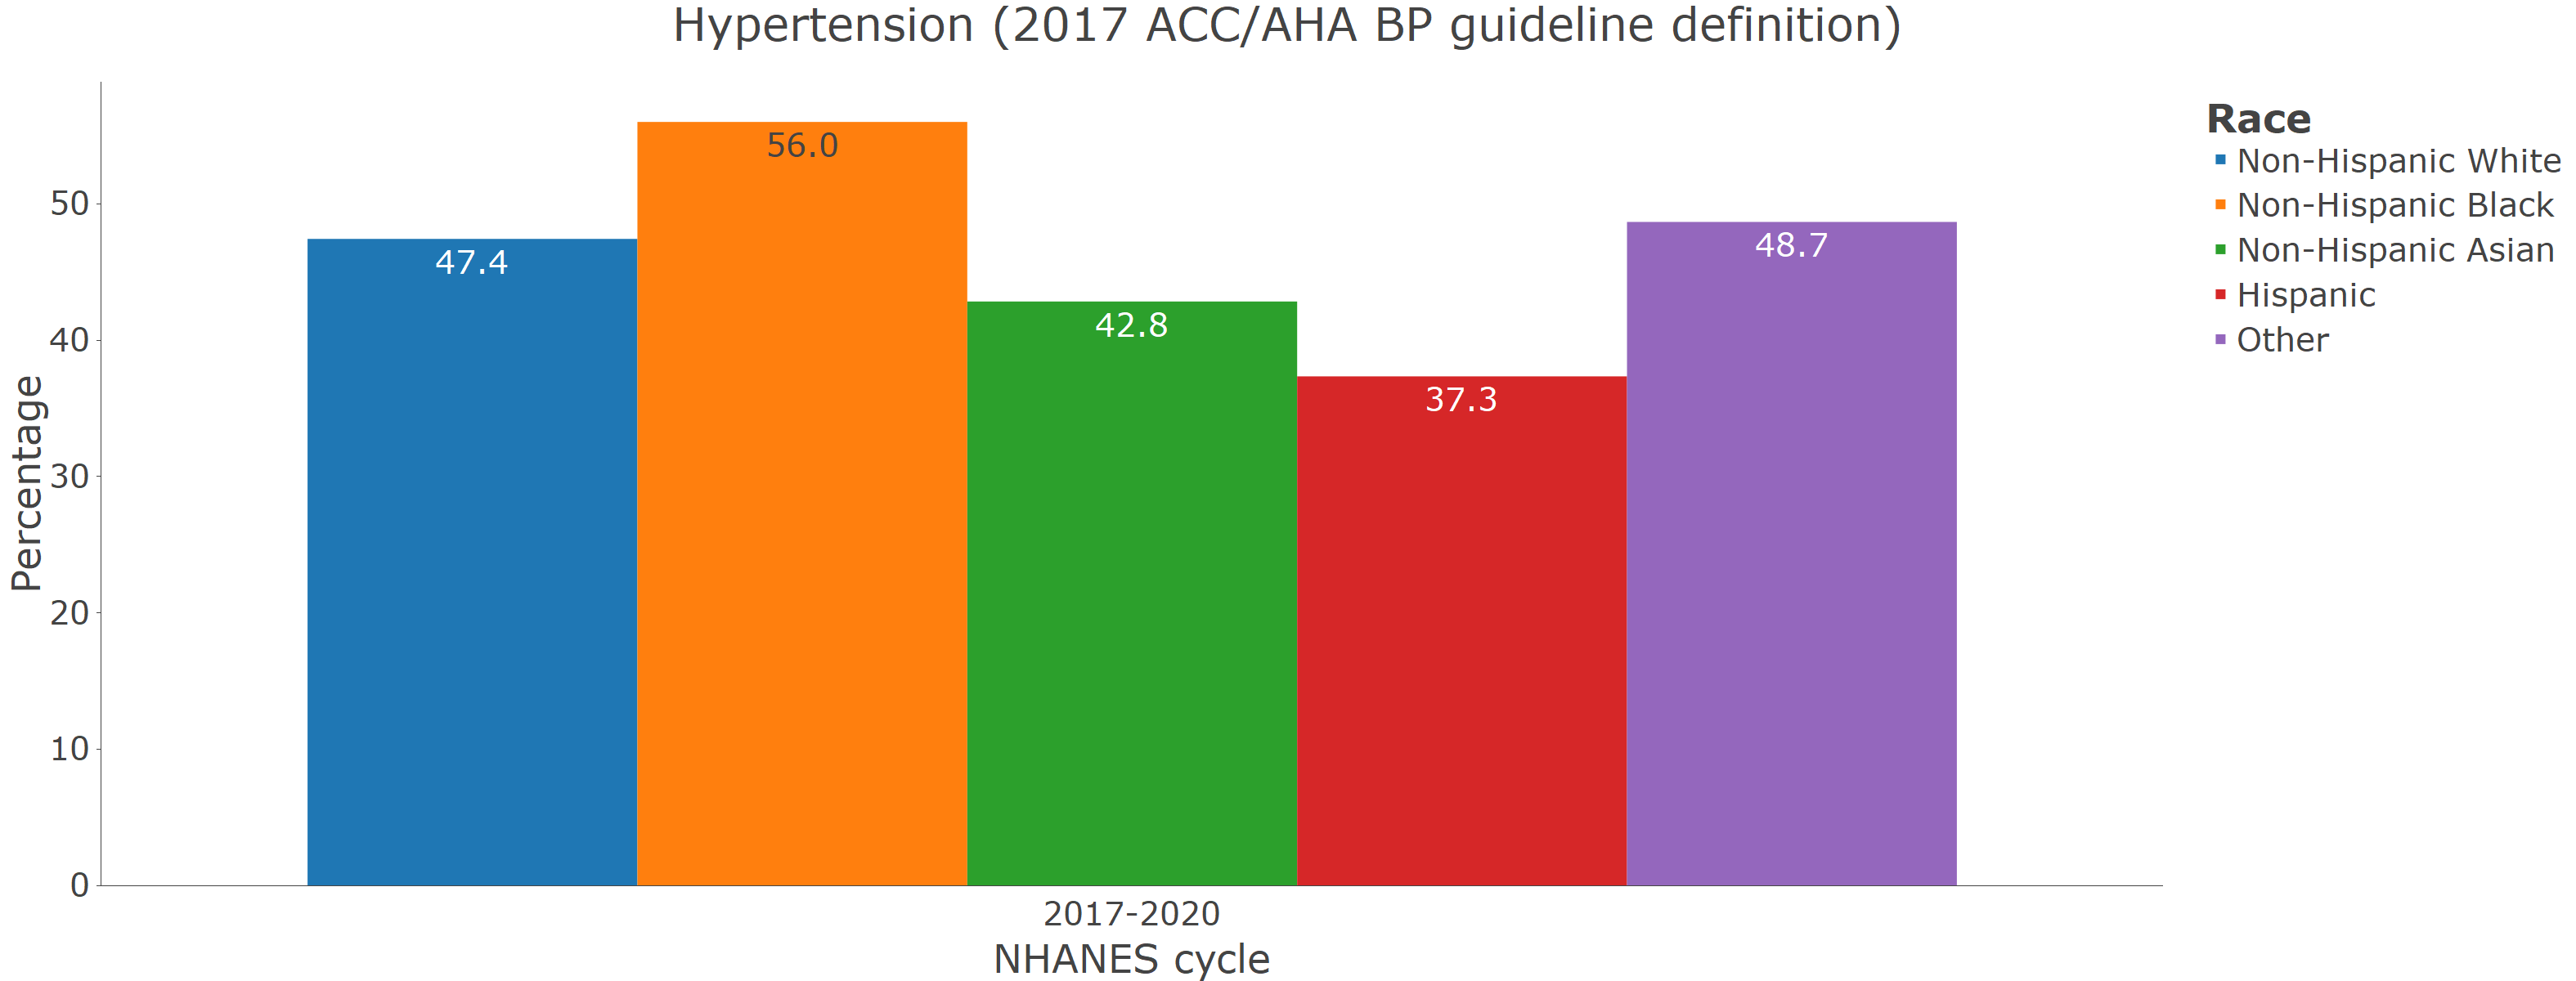 Hypertension (2017 ACC/AHA BP guideline definition)
Percentage
50
40
30
20
10
0
47.4
56.0
42.8
37.3
48.7
2017-2020
NHANES cycle
Race
Non-Hispanic White
Non-Hispanic Black
Non-Hispanic Asian
Hispanic
Other